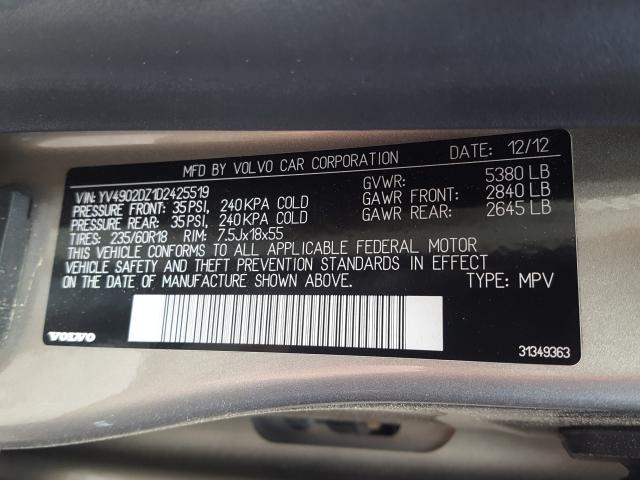 MFD BY VOLVO CAR CORPORATION DATE: 12/12
VIN: YV4902DZ1D2425519
PRESSURE FRONT: 35PSI, 240KPA COLD
PRESSURE REAR: 35PSI, 240KPA COLD
TIRES: 235/60R18 RIM: 7.5Jx18x55
GVWR: 5380 LB
GAWR FRONT: 2840 LB
GAWR REAR: 2645 LB
THIS VEHICLE CONFORMS TO ALL APPLICABLE FEDERAL MOTOR
VEHICLE SAFETY AND THEFT PREVENTION STANDARDS IN EFFECT
ON THE DATE OF MANUFACTURE SHOWN ABOVE. TYPE: MPV
VOLVO
31349363